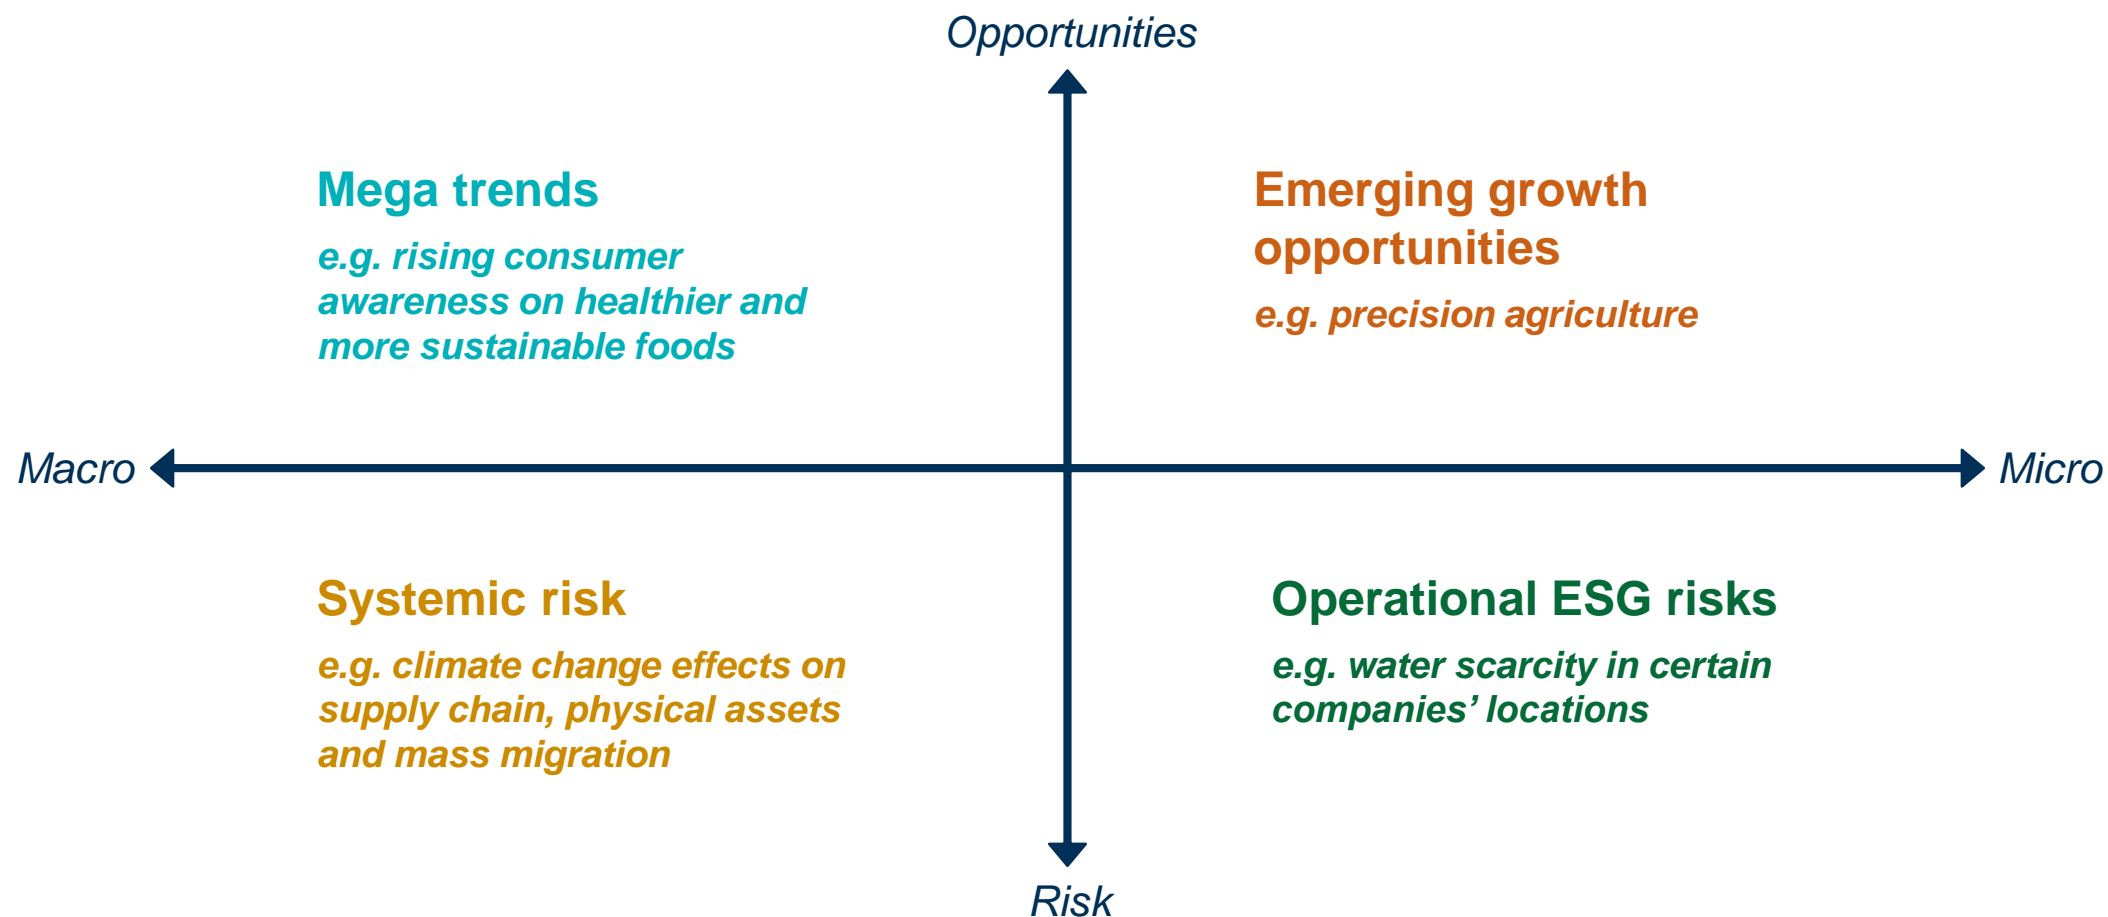 Opportunities
Mega trends
e.g. rising consumer
awareness on healthier and
more sustainable foods
Emerging growth
opportunities
e.g. precision agriculture
Macro
Micro
Systemic risk
e.g. climate change effects on
supply chain, physical assets
and mass migration
Operational ESG risks
e.g. water scarcity in certain
companies’ locations
Risk